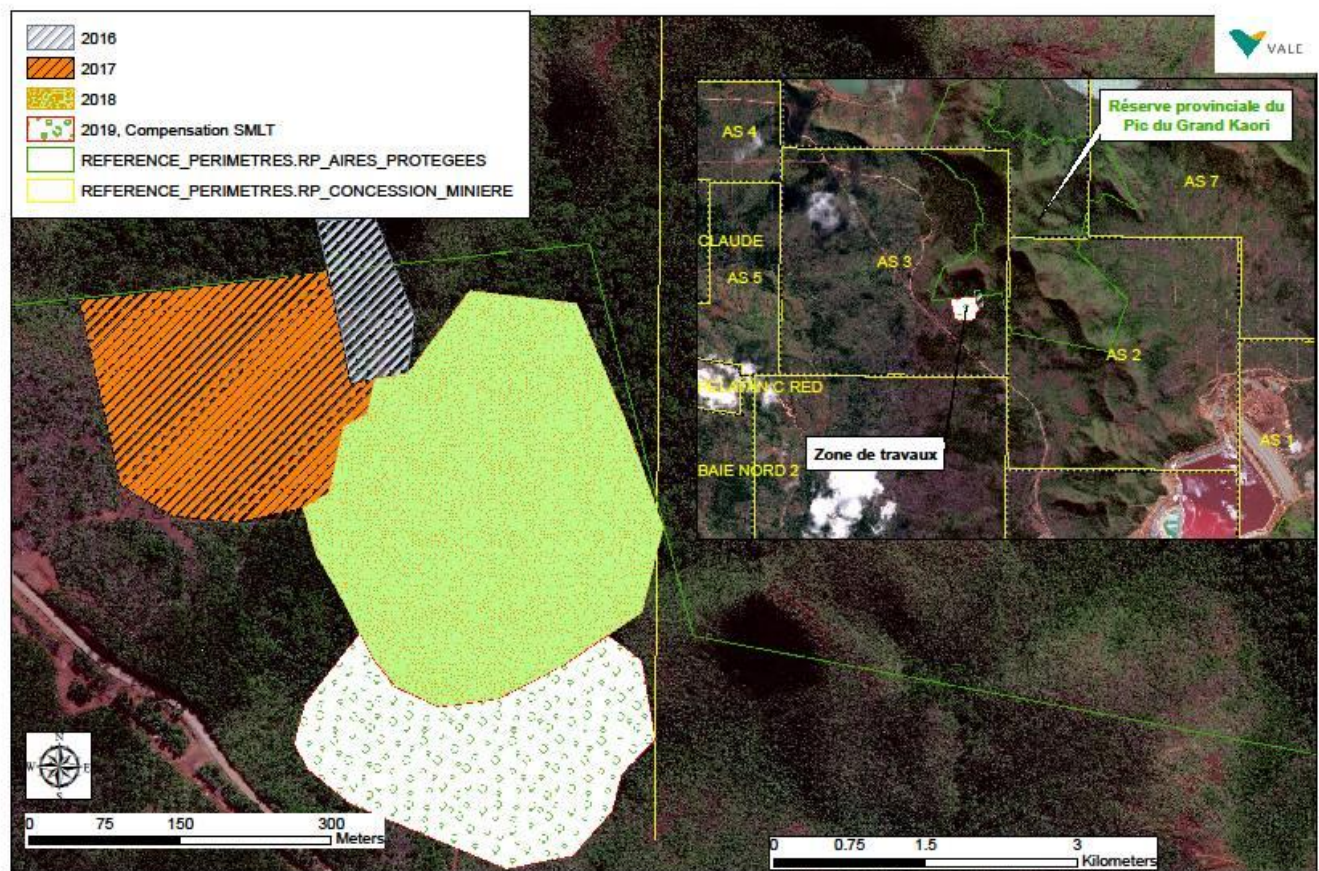 2016
2017
2018
2019, Compensation SMLT
REFERENCE_PERIMETRES.RP_AIRES_PROTEGEES
REFERENCE_PERIMETRES.RP_CONCESSION_MINIERE
VALE
Réserve provinciale du
Pic du Grand Kaori
AS 4
AS 7
CLAUDE
AS 3
AS 5
AS 2
C RED
AS 1
Zone de travaux
BAIE NORD 2
N
W E
S
0 75 150 300
Meters
0 0.75 1.5 3
Kilometers